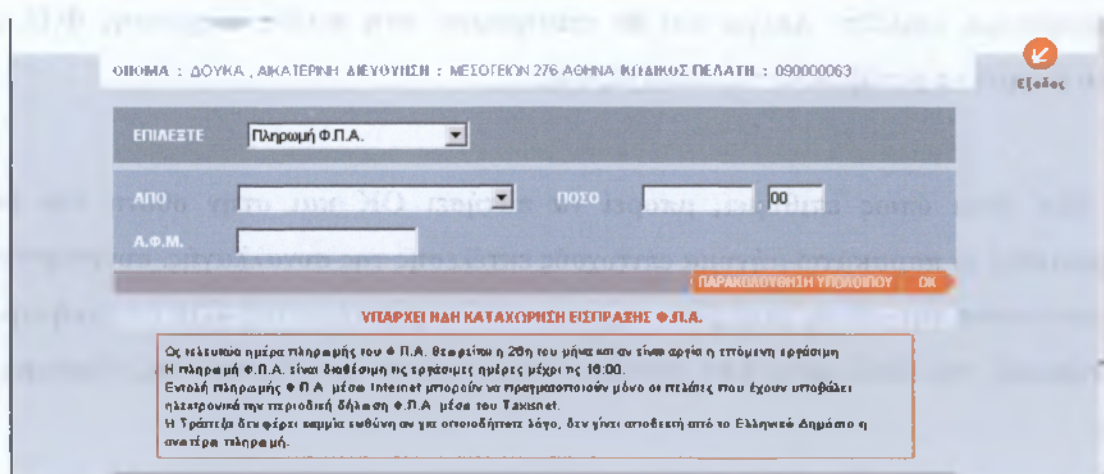 ΟΝΟΜΑ : ΔΟΥΚΑ , ΑΙΚΑΤΕΡΙΝΗ ΔΙΕΥΘΥΝΣΗ : ΜΕΣΟΓΕΙΩΝ 276 ΑΘΗΝΑ ΚΩΔΙΚΟΣ ΠΕΛΑΤΗ : 090000063
Εξοδος
ΕΠΙΛΕΞΤΕ Πληρωμή Φ.Π.Α.
ΑΠΟ ΠΟΣΟ 00
Α.Φ.Μ.
ΠΑΡΑΚΟΛΟΥΘΗΣΗ ΥΠΟΛΟΙΠΟΥ OK
ΥΠΑΡΧΕΙ ΗΔΗ ΚΑΤΑΧΩΡΗΣΗ ΕΙΣΠΡΑΞΗΣ Φ.Π.Α.
Ως τελευταία ημέρα πληρωμής του Φ.Π.Α. θεωρείται η 26η του μήνα και αν είναι αργία η επόμενη εργάσιμη
Η πληρωμή Φ.Π.Α. είναι διαθέσιμη τις εργάσιμες ημέρες μέχρι τις 16:00.
Εντολή πληρωμής Φ.Π.Α μέσω Internet μπορούν να πραγματοποιούν μόνο οι πελάτες που έχουν υποβάλει
ηλεκτρονικά την περιοδική δήλωση Φ.Π.Α μέσω του Taxisnet.
Η Τράπεζα δεν φέρει καμμία ευθύνη αν για οποιοδήποτε λόγο, δεν γίνει αποδεκτή από το Ελληνικό Δημόσιο η
ανωτέρω πληρωμή.